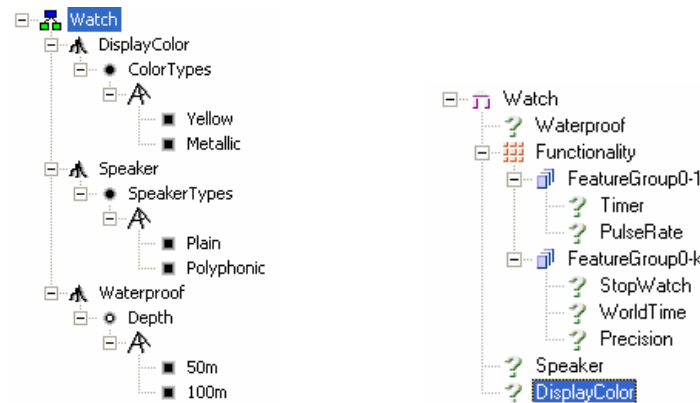 Watch
DisplayColor
ColorTypes
Yellow
Metallic
Speaker
SpeakerTypes
Plain
Polyphonic
Waterproof
Depth
50m
100m
Watch
Waterproof
Functionality
FeatureGroup0-1
Timer
PulseRate
FeatureGroup0-k
StopWatch
WorldTime
Precision
Speaker
DisplayColor